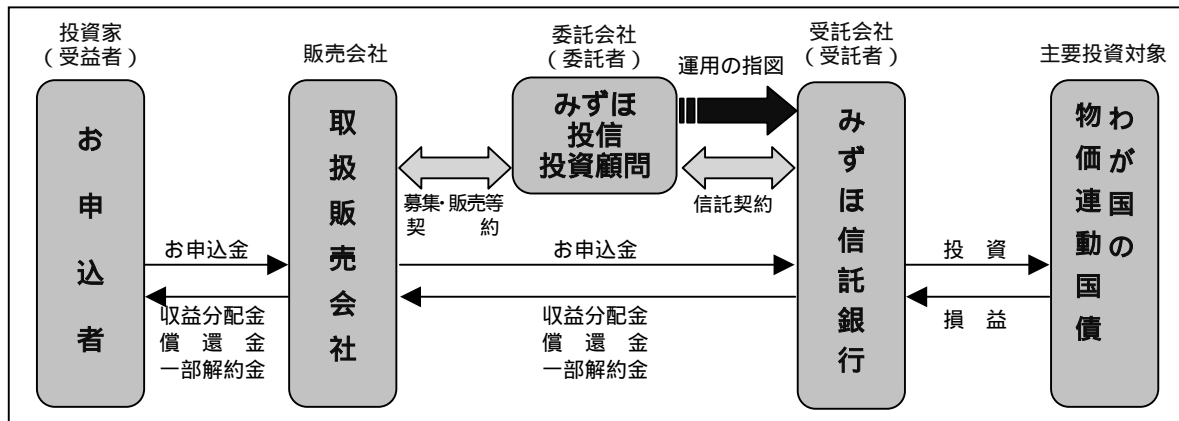 投資家
(受益者)
お申込者
販売会社
取扱販売会社
委託会社
(委託者)
みずほ
投信
投資顧問
運用の指図
受託会社
(受託者)
みずほ信託銀行
主要投資対象
わが国の
物価連動国債
募集・販売等
契 約
信託契約
お申込金
収益分配金
償 還 金
一部解約金
お申込金
収益分配金
償 還 金
一部解約金
投 資
損 益